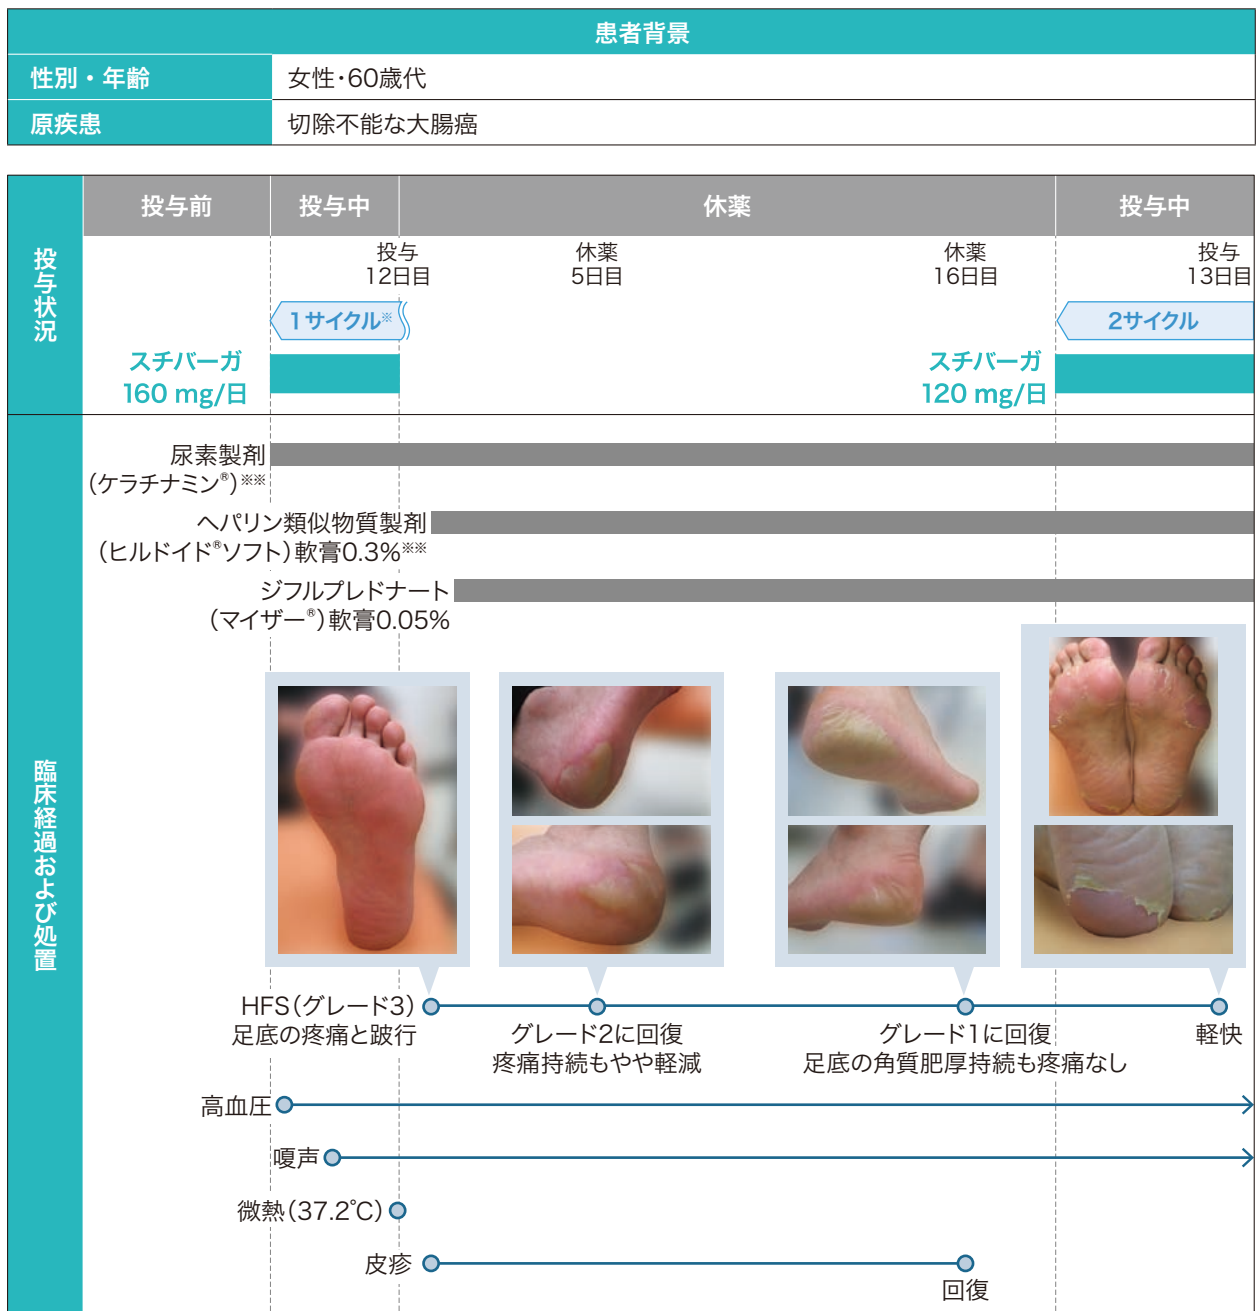 患者背景
性別・年齢
女性・60歳代
原疾患
切除不能な大腸癌
投与状況
投与前
投与中
休薬
投与中
投与
12日目
休薬
5日目
休薬
16日目
投与
13日目
1サイクル※
2サイクル
スチバーガ
160 mg/日
スチバーガ
120 mg/日
臨床経過および処置
尿素製剤
（ケラチナミン®）※※
ヘパリン類似物質製剤
（ヒルドイド®ソフト）軟膏0.3%※※
ジフルプレドナート
（マイザー®）軟膏0.05%
HFS（グレード3）
足底の疼痛と跛行
グレード2に回復
疼痛持続もやや軽減
グレード1に回復
足底の角質肥厚持続も疼痛なし
軽快
高血圧
嗄声
微熱（37.2℃）
皮疹
回復